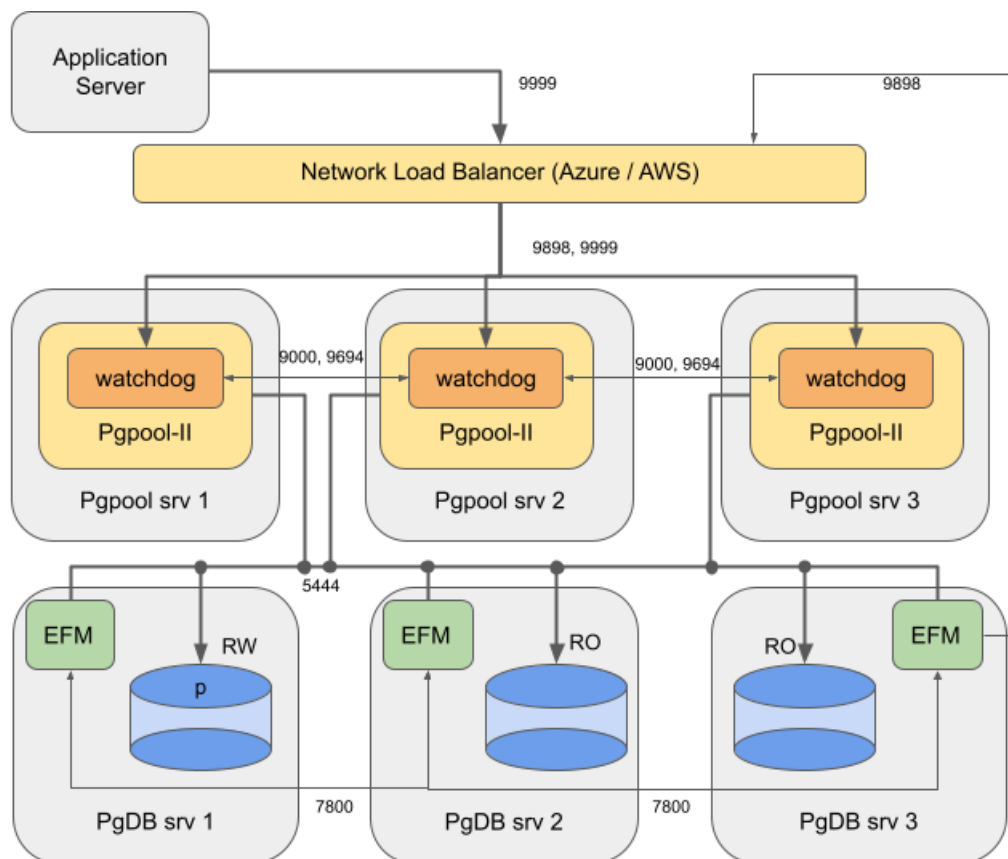 Application
Server
9999
9898
Network Load Balancer (Azure / AWS)
9898, 9999
watchdog
9000, 9694
watchdog
9000, 9694
watchdog
Pgpool-II
Pgpool-II
Pgpool-II
Pgpool srv 1
Pgpool srv 2
Pgpool srv 3
5444
EFM
RW
EFM
RO
RO
EFM
p
7800
7800
PgDB srv 1
PgDB srv 2
PgDB srv 3